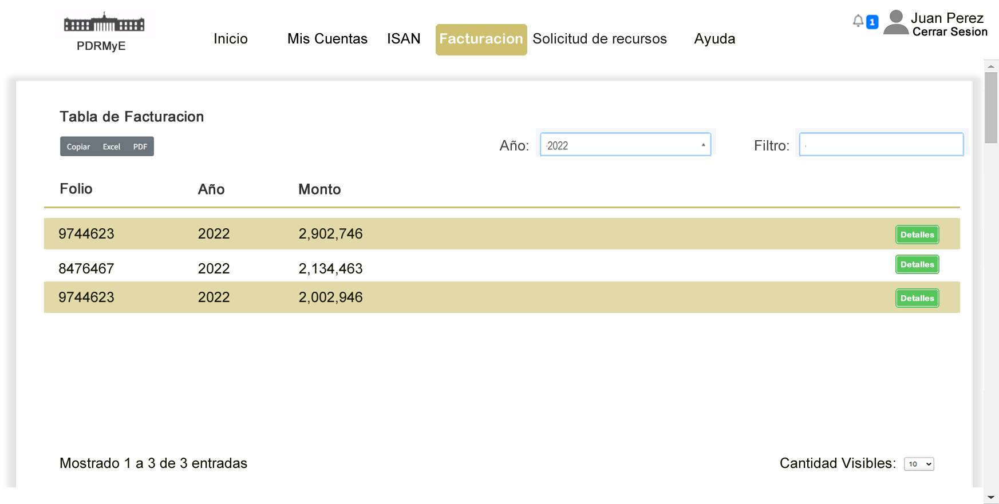 PDRMyE
Inicio Mis Cuentas ISAN Facturacion Solicitud de recursos Ayuda
1 Juan Perez
Cerrar Sesion
Tabla de Facturacion
Copiar Excel PDF
Año: 2022 Filtro:
Folio Año Monto
9744623 2022 2,902,746 Detalles
8476467 2022 2,134,463 Detalles
9744623 2022 2,002,946 Detalles
Mostrado 1 a 3 de 3 entradas
Cantidad Visibles: 10